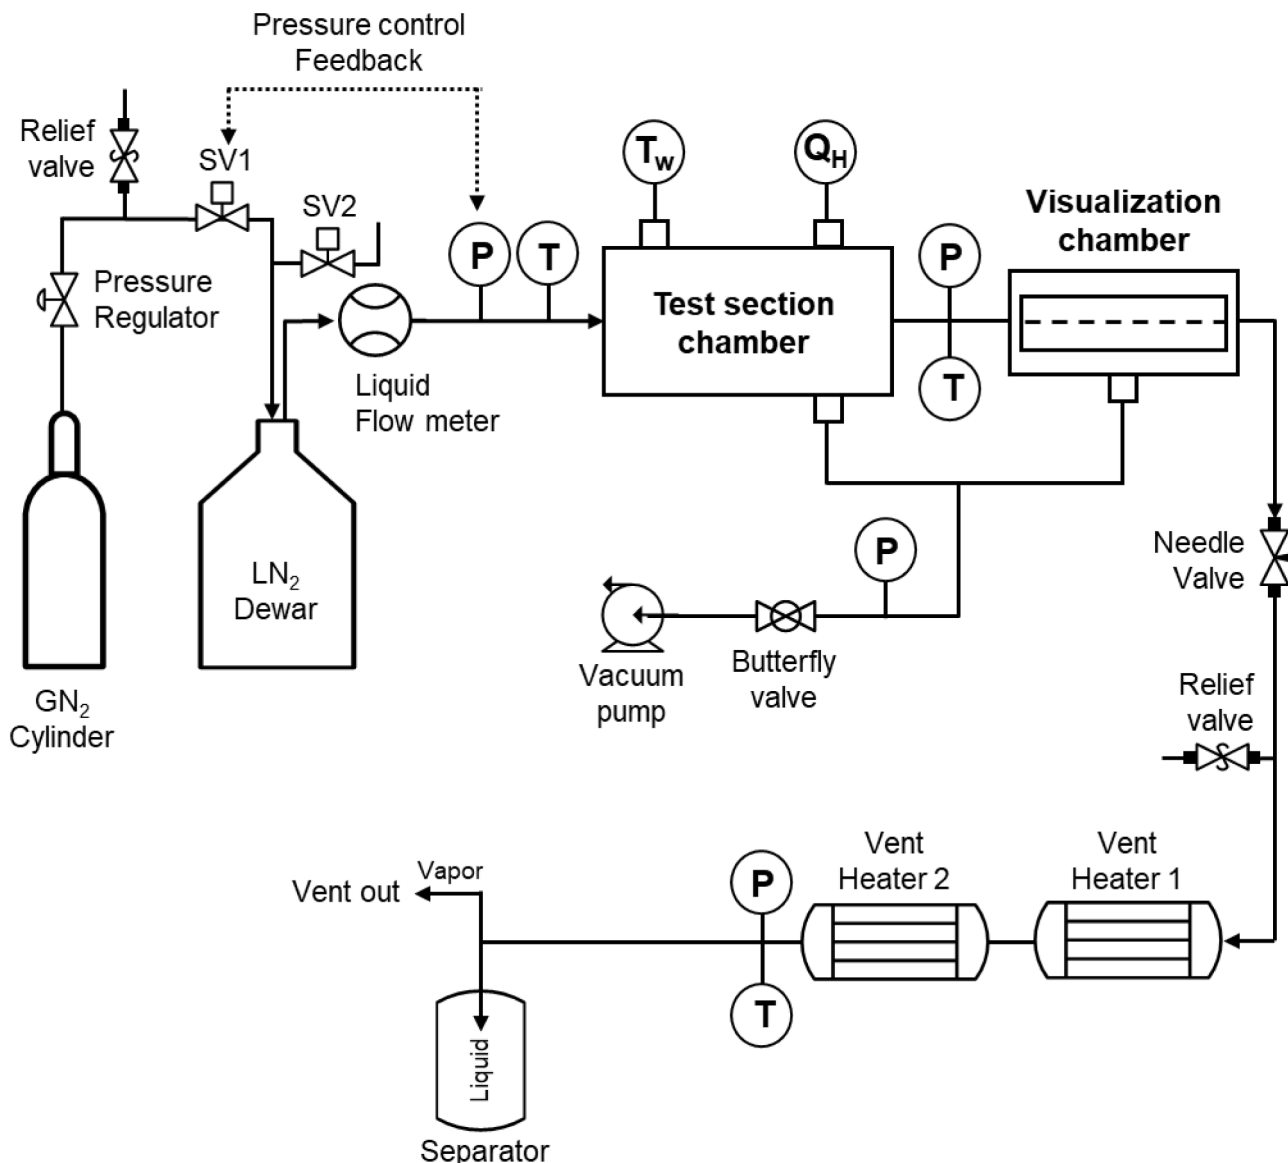 Pressure control
Feedback
Relief
valve
SV1
SV2
T_w
Q_H
P
T
Visualization
chamber
P
Pressure
Regulator
Test section
chamber
T
Liquid
Flow meter
LN₂
Dewar
P
Needle
Valve
Vacuum
pump
Butterfly
valve
GN₂
Cylinder
Relief
valve
Vent
Heater 2
Vent
Heater 1
Vapor
Vent out
P
T
Liquid
Separator